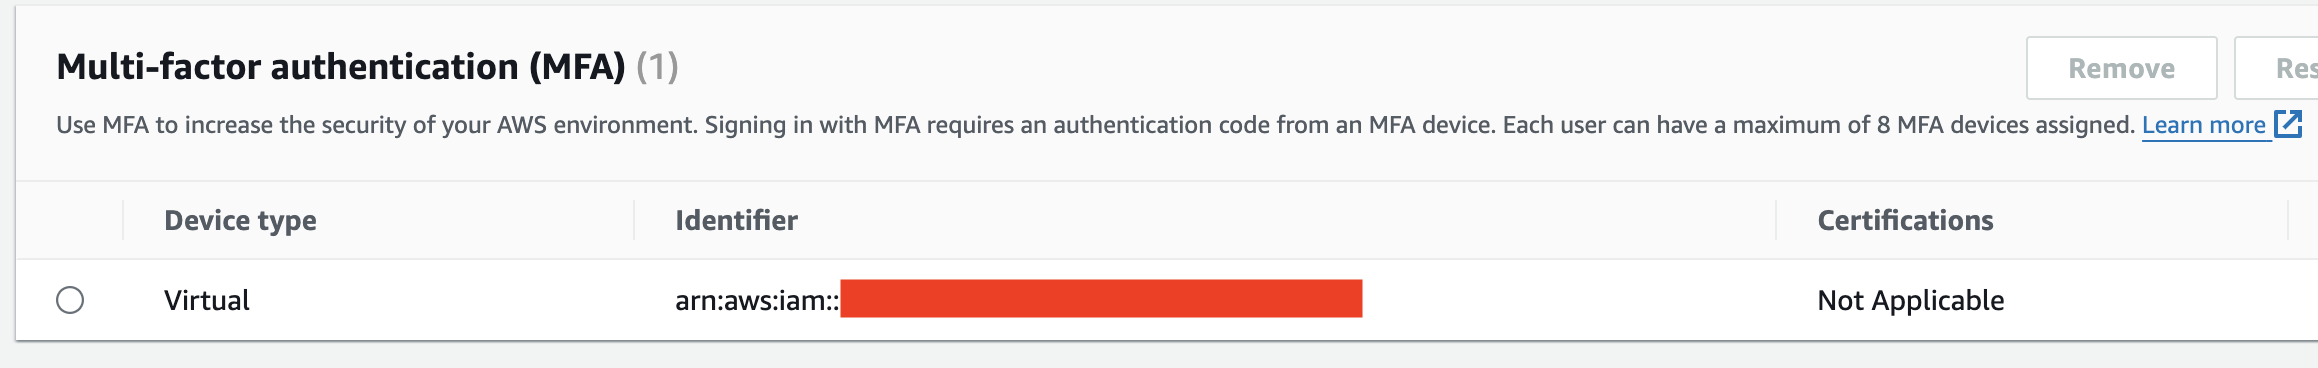 Multi-factor authentication (MFA) (1)
Remove
Res
Use MFA to increase the security of your AWS environment. Signing in with MFA requires an authentication code from an MFA device. Each user can have a maximum of 8 MFA devices assigned. Learn more
Device type
Identifier
Certifications
Virtual
arn:aws:iam::
Not Applicable